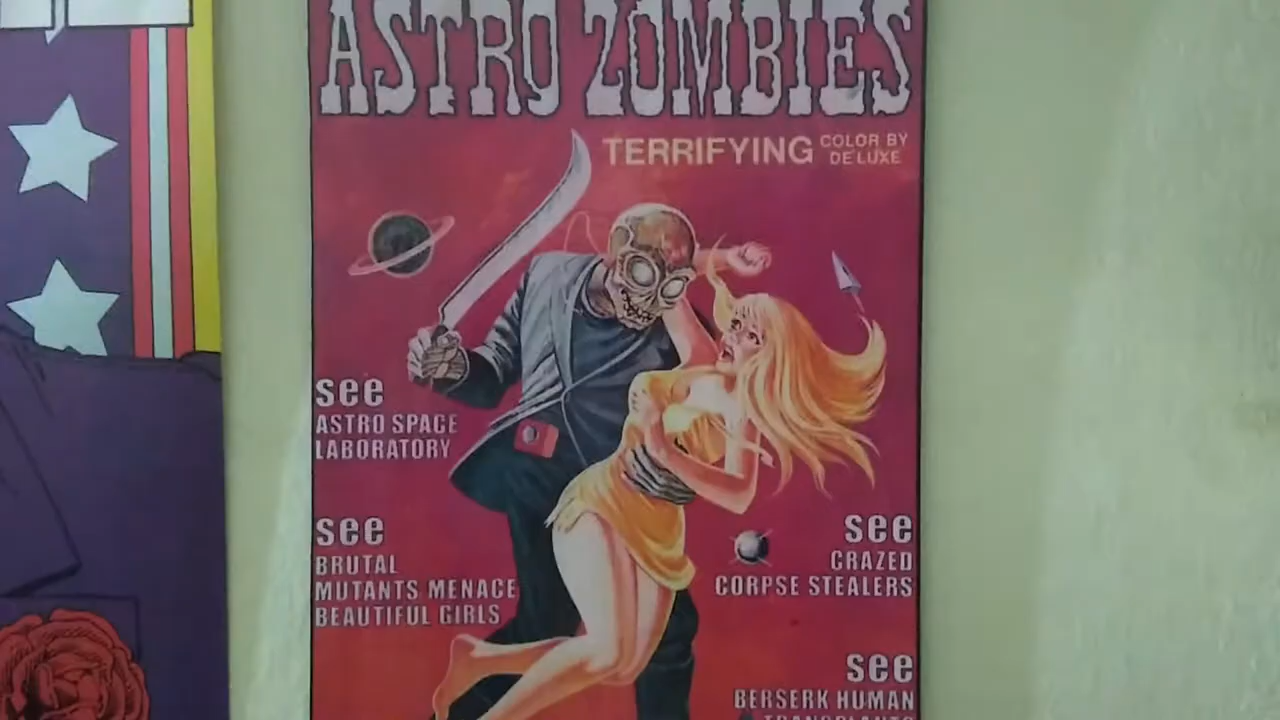 ASTRO ZOMBIES
TERRIFYING COLOR BY
DE LUXE
see
ASTRO SPACE
LABORATORY
see
BRUTAL
MUTANTS MENACE
BEAUTIFUL GIRLS
see
CRAZED
CORPSE STEALERS
see
BERSERK HUMAN
TRANSPLANTS